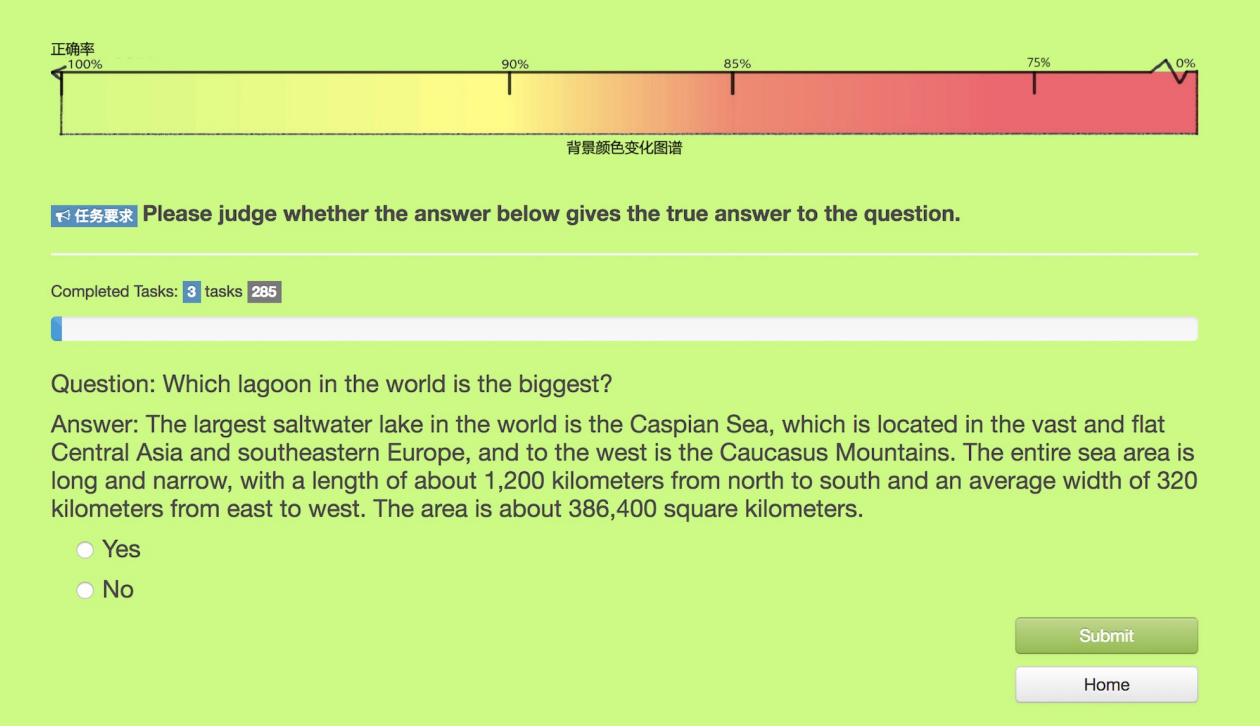 正确率
100%
90%
85%
75%
0%
背景颜色变化图谱
任务要求 Please judge whether the answer below gives the true answer to the question.
Completed Tasks: 3 tasks 285
Question: Which lagoon in the world is the biggest?
Answer: The largest saltwater lake in the world is the Caspian Sea, which is located in the vast and flat
Central Asia and southeastern Europe, and to the west is the Caucasus Mountains. The entire sea area is
long and narrow, with a length of about 1,200 kilometers from north to south and an average width of 320
kilometers from east to west. The area is about 386,400 square kilometers.
Yes
No
Submit
Home